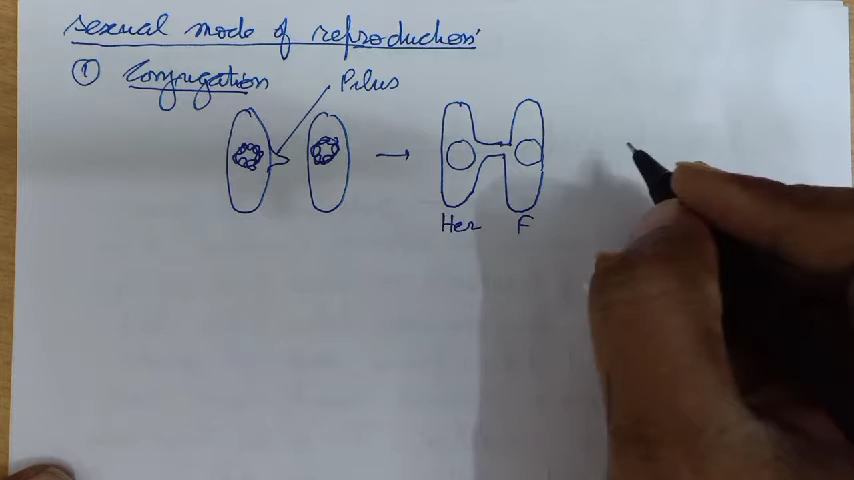 sexual mode of reproduction:
① Conjugation
Pilus
Her F